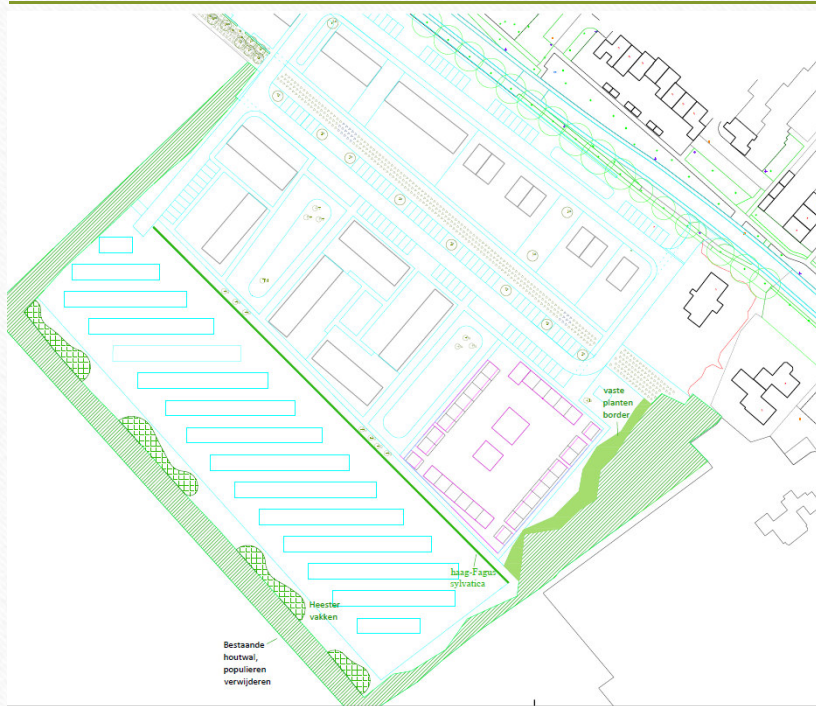 vaste
planten
border
haag-Fagus
sylvatica
Heester
vakken
Bestaande
houtwal,
populieren
verwijderen